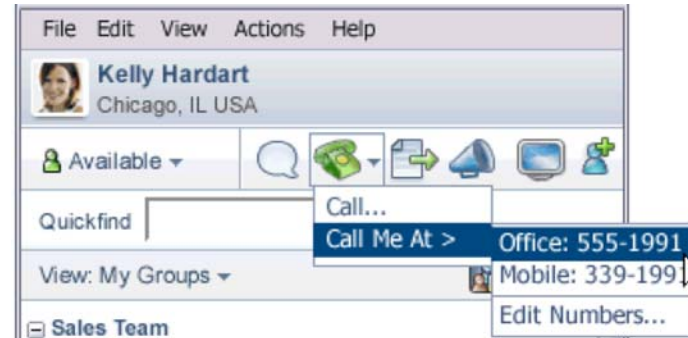 File Edit View Actions Help
Kelly Hardart
Chicago, IL USA
Available
Quickfind
Call...
Call Me At >
Office: 555-1991
Mobile: 339-1991
Edit Numbers...
View: My Groups
Sales Team